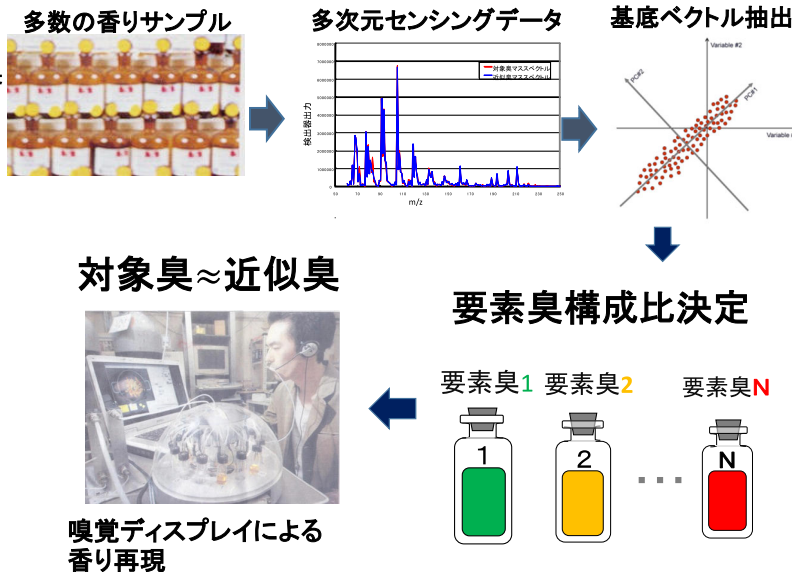 多数の香りサンプル
多次元センシングデータ
基底ベクトル抽出
検出器出力
対象臭マススペクトル
近似臭マススペクトル
m/z
Variable #2
PC#2
PC#1
Variable
対象臭≈近似臭
要素臭構成比決定
要素臭1 要素臭2 要素臭N
1 2 ... N
嗅覚ディスプレイによる
香り再現